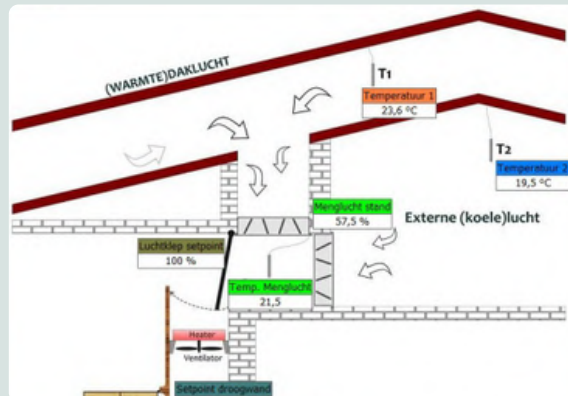 (WARMTE)DAKLUCHT
T1
Temperatuur 1
23,6 °C
T2
Temperatuur 2
19,5 °C
Menglucht stand
57,5 %
Externe (koele)lucht
Luchtklep setpoint
100 %
Temp. Menglucht
21,5
Heater
Ventilator
Setpoint droogwand